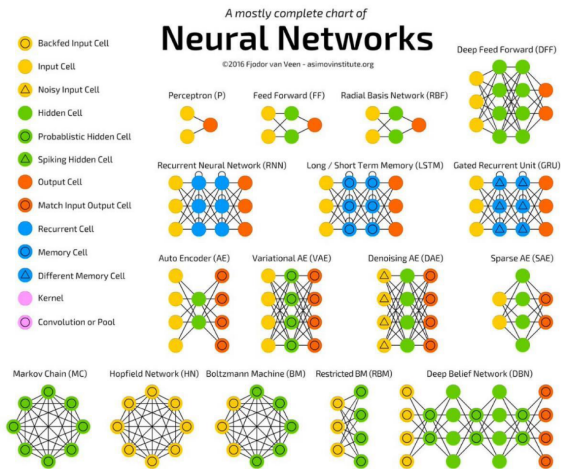 A mostly complete chart of
Neural Networks
©2016 Fjodor van Veen - asimovinstitute.org
Backfed Input Cell
Input Cell
Noisy Input Cell
Hidden Cell
Probablistic Hidden Cell
Spiking Hidden Cell
Output Cell
Match Input Output Cell
Recurrent Cell
Memory Cell
Different Memory Cell
Kernel
Convolution or Pool
Deep Feed Forward (DFF)
Perceptron (P)
Feed Forward (FF)
Radial Basis Network (RBF)
Recurrent Neural Network (RNN)
Long / Short Term Memory (LSTM)
Gated Recurrent Unit (GRU)
Auto Encoder (AE)
Variational AE (VAE)
Denoising AE (DAE)
Sparse AE (SAE)
Markov Chain (MC)
Hopfield Network (HN)
Boltzmann Machine (BM)
Restricted BM (RBM)
Deep Belief Network (DBN)